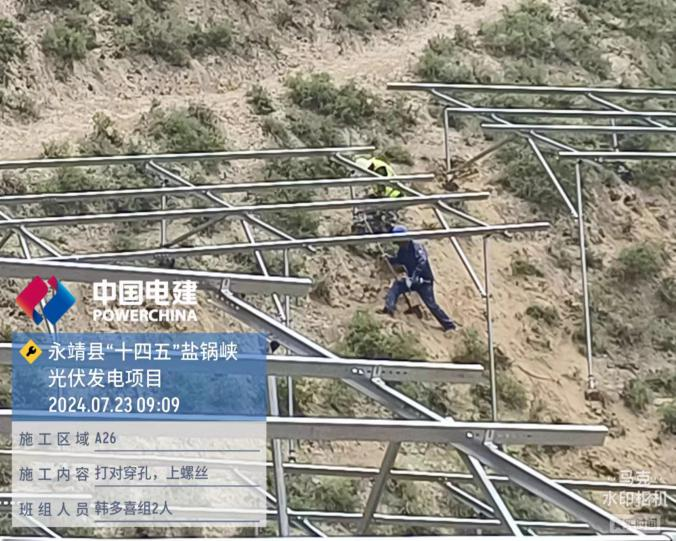 中国电建
POWERCHINA
永靖县“十四五”盐锅峡
光伏发电项目
2024.07.23 09:09
施工区域 A26
施工内容 打对穿孔，上螺丝
班组人员 韩多喜组2人
马克
水印相机